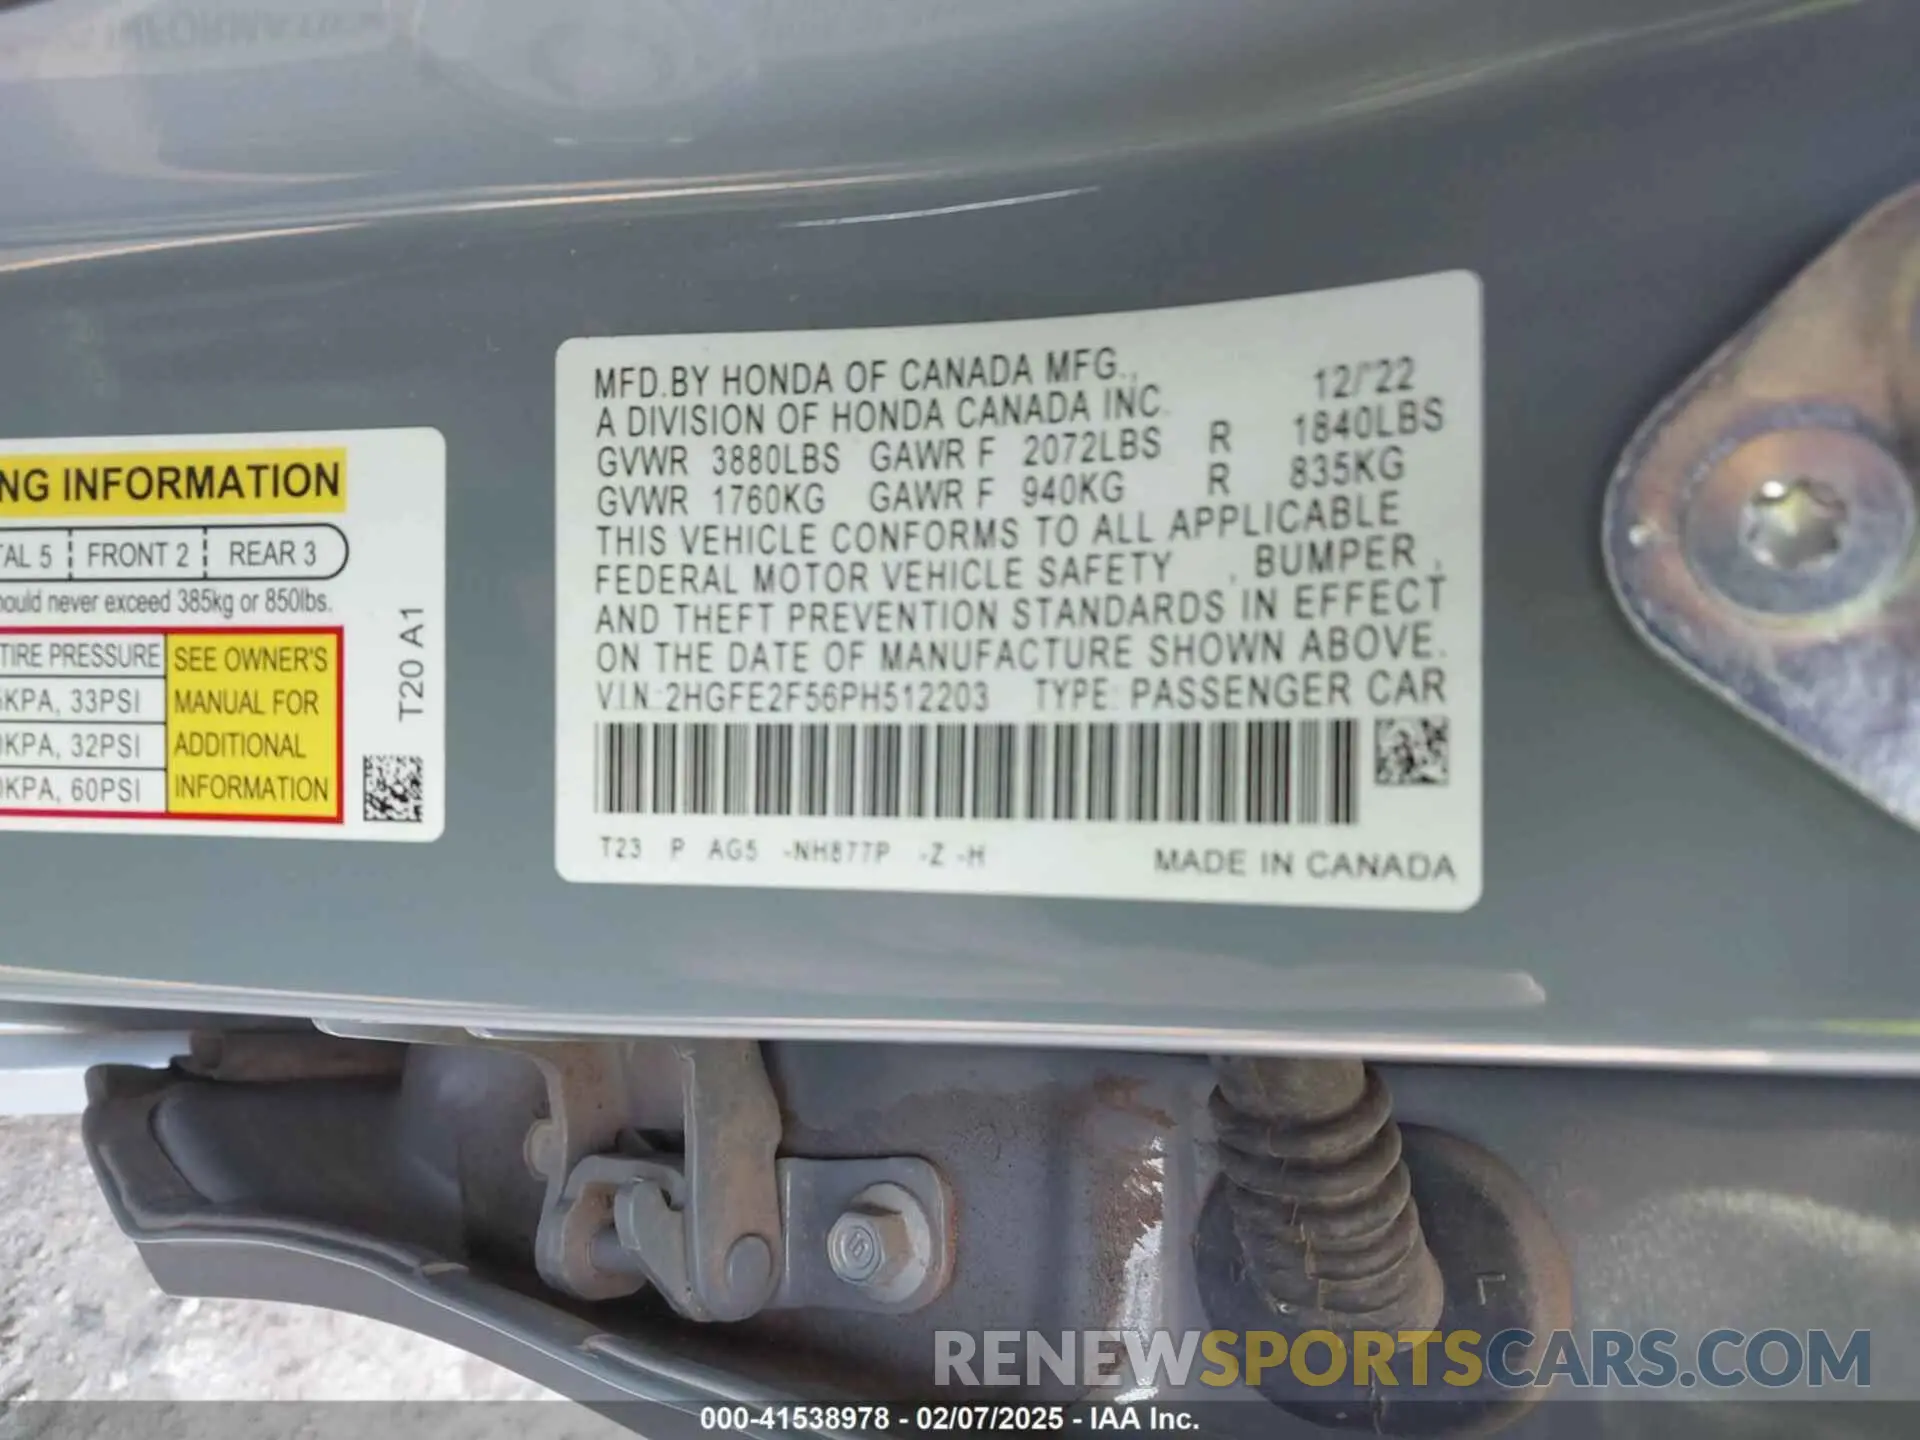 NG INFORMATION
TAL 5 FRONT 2 REAR 3
hould never exceed 385kg or 850lbs.
TIRE PRESSURE
KPA, 33PSI
KPA, 32PSI
KPA, 60PSI
SEE OWNER'S
MANUAL FOR
ADDITIONAL
INFORMATION
T20 A1
MFD.BY HONDA OF CANADA MFG., 12/'22
A DIVISION OF HONDA CANADA INC.
GVWR 3880LBS GAWR F 2072LBS R 1840LBS
GVWR 1760KG GAWR F 940KG R 835KG
THIS VEHICLE CONFORMS TO ALL APPLICABLE
FEDERAL MOTOR VEHICLE SAFETY , BUMPER ,
AND THEFT PREVENTION STANDARDS IN EFFECT
ON THE DATE OF MANUFACTURE SHOWN ABOVE.
V.I.N.:2HGFE2F56PH512203 TYPE: PASSENGER CAR
T23 P AG5 -NH877P -Z -H
MADE IN CANADA
L
RENEWSPORTSCARS.COM
000-41538978 - 02/07/2025 - IAA Inc.